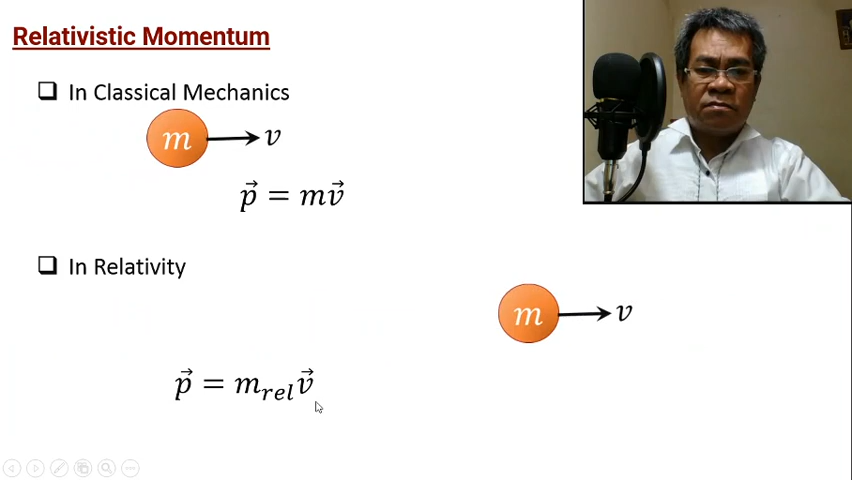 Relativistic Momentum
❑ In Classical Mechanics
m v
p⃗ = mv⃗
❑ In Relativity
m v
p⃗ = m_rel v⃗